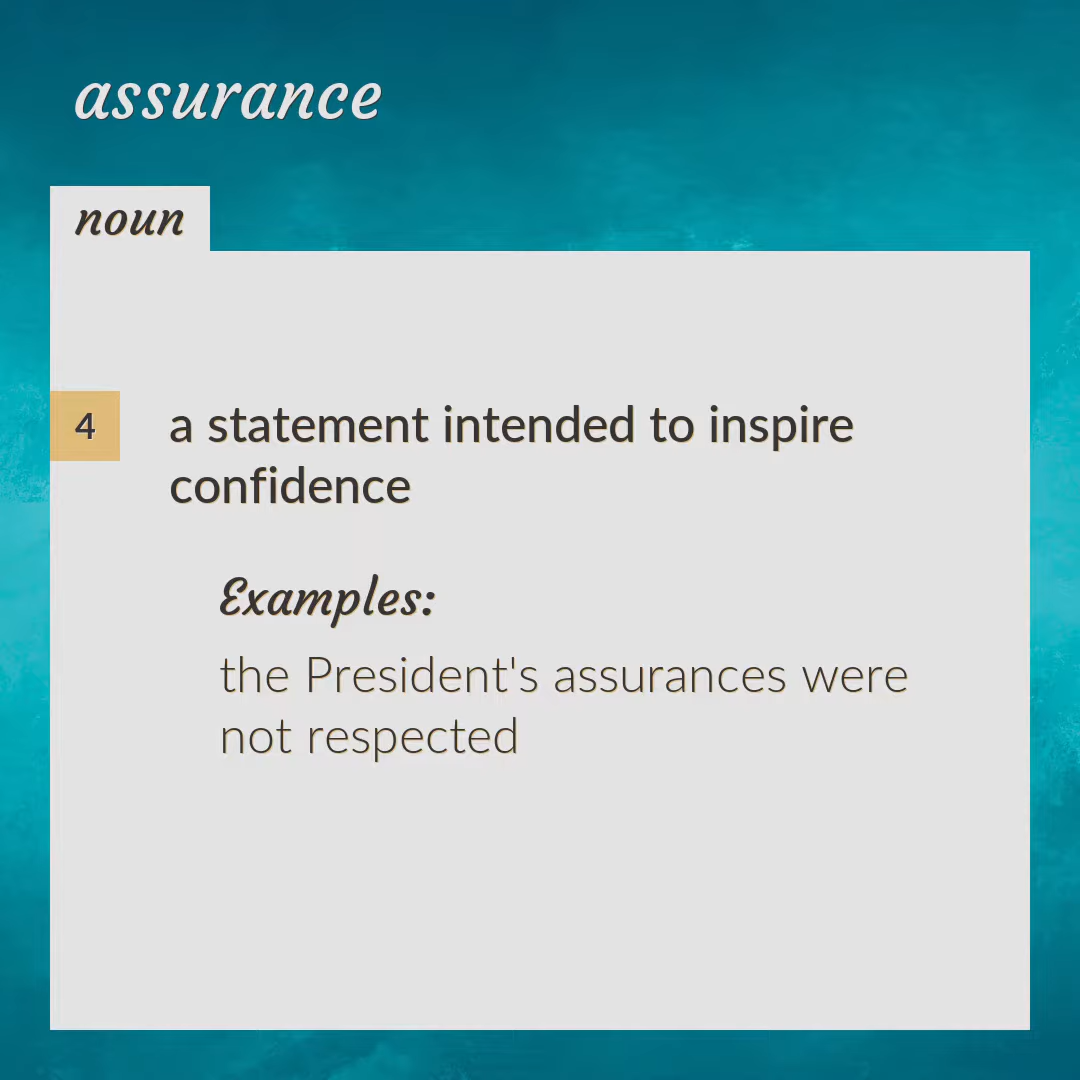 assurance
noun
4
a statement intended to inspire
confidence
Examples:
the President's assurances were
not respected